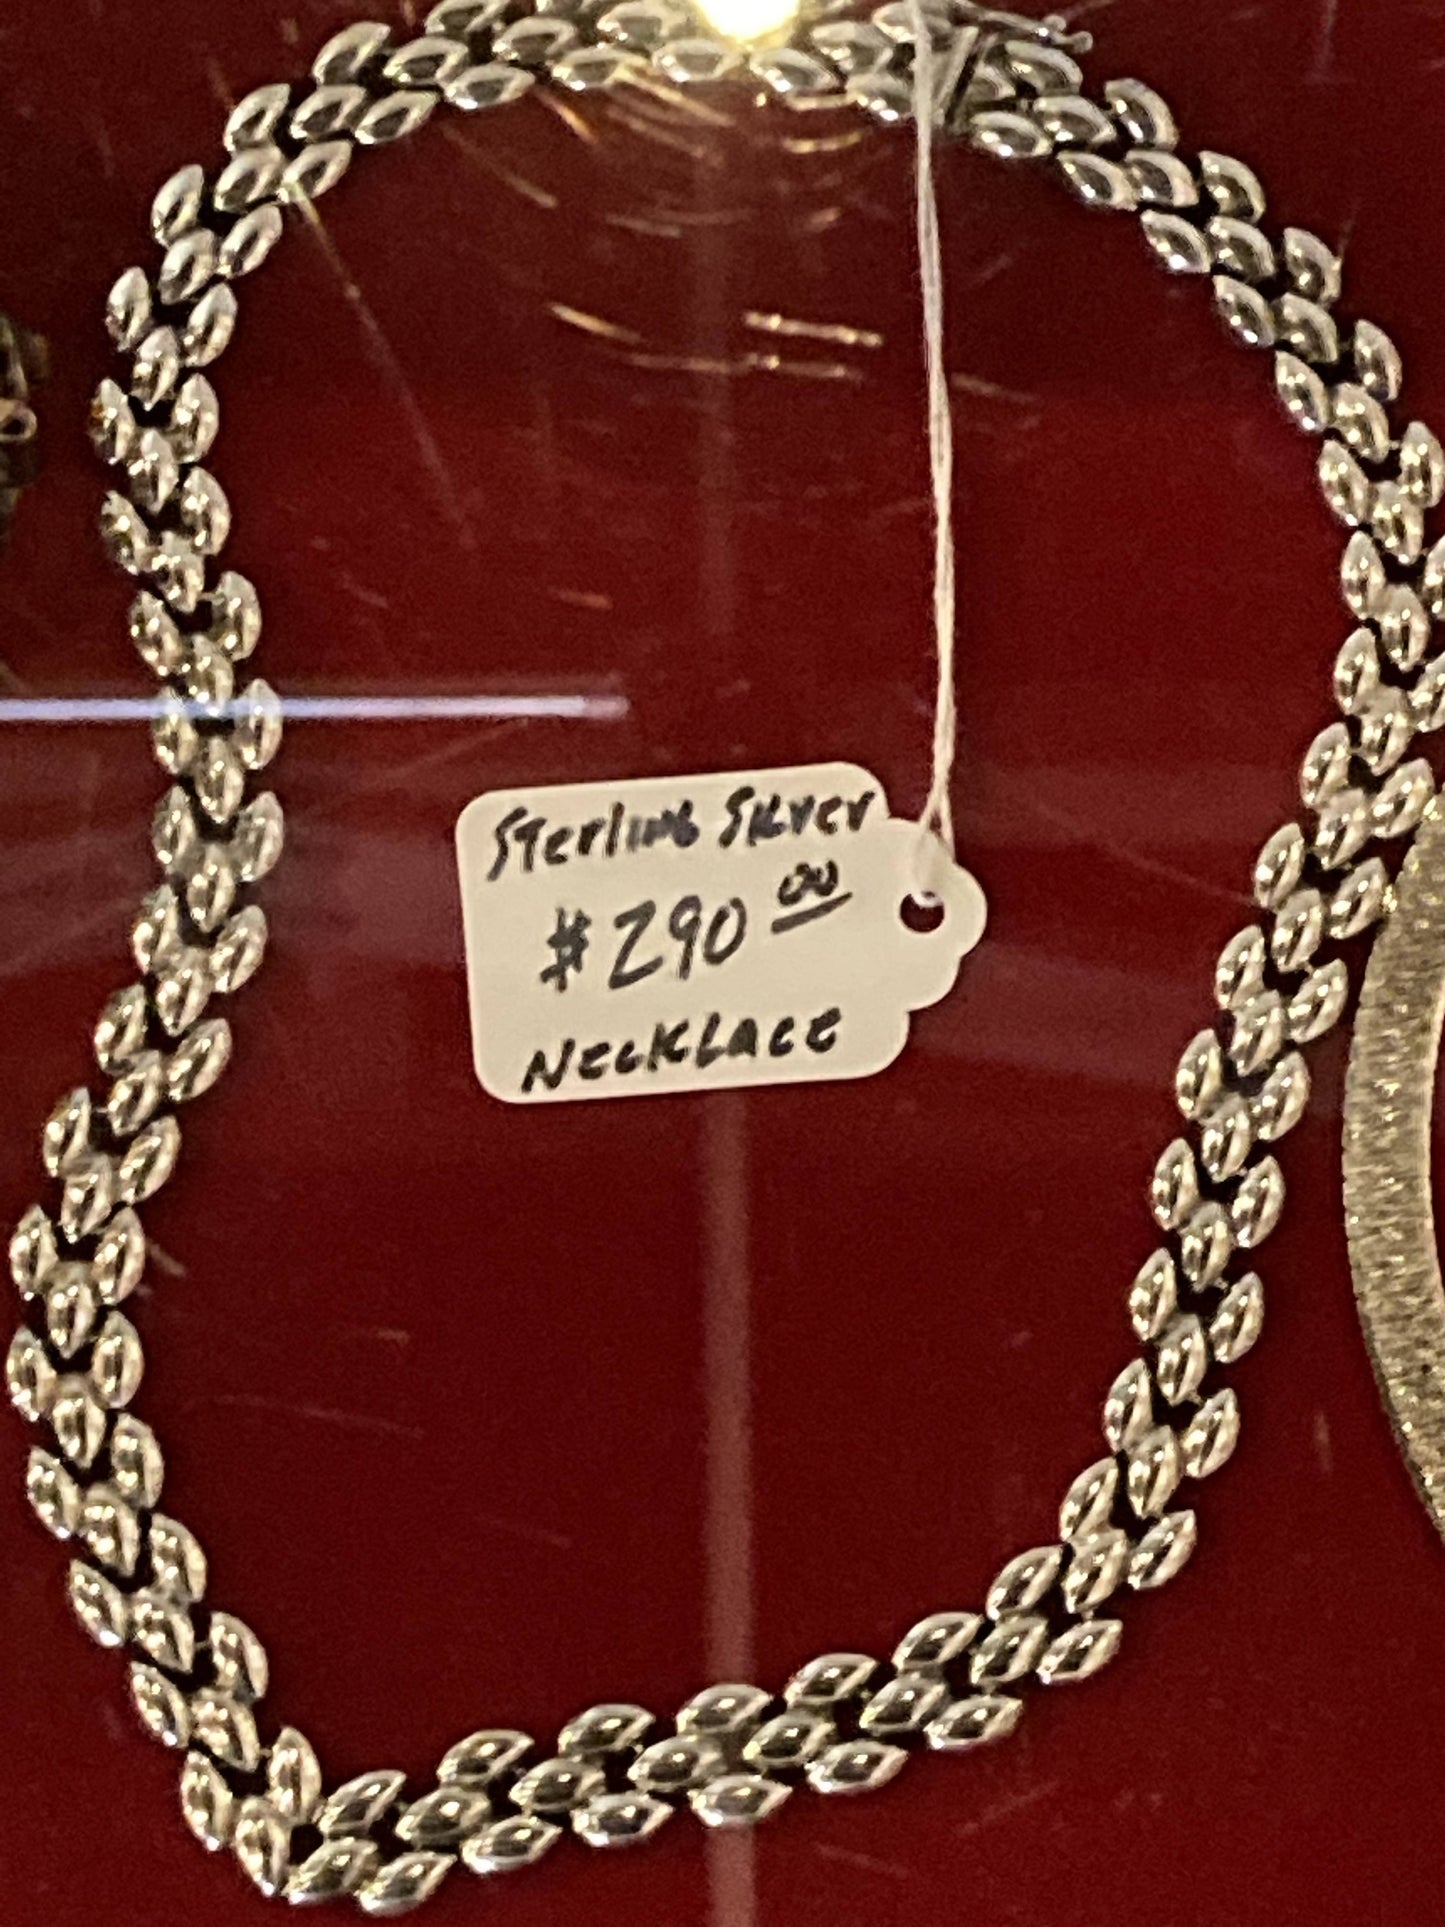 Sterling Silver
$290 00
NECKLACE